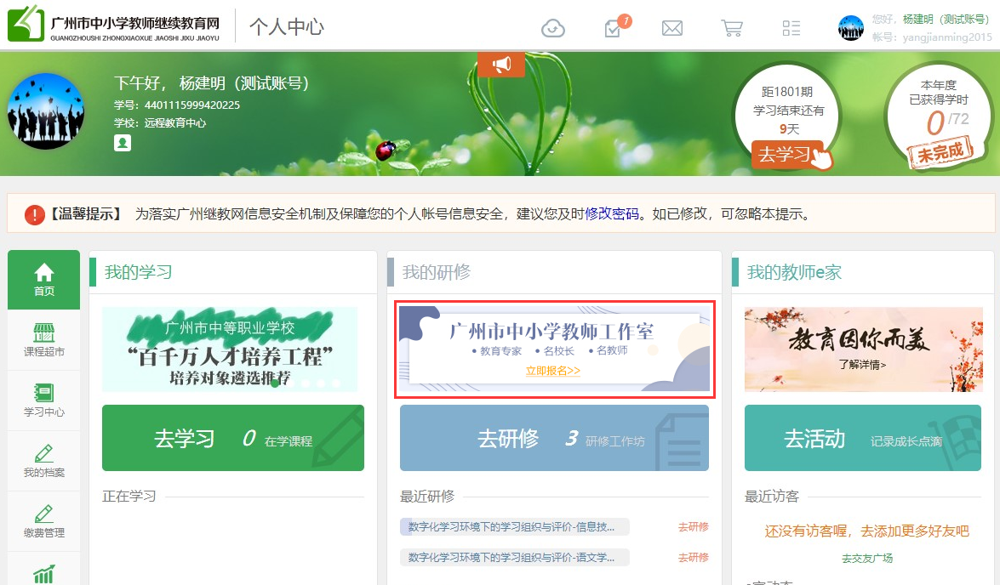 广州市中小学教师继续教育网
GUANGZHOUSHI ZHONGXIAOXUE JIAOSHI JIXU JIAOYU
个人中心
1
您好，杨建明（测试账号）
帐号：yangjianming2015
下午好， 杨建明（测试账号）
学号：4401115999420225
学校：远程教育中心
距1801期
学习结束还有
9天
去学习
本年度
已获得学时
0/72
未完成
【温馨提示】 为落实广州继教网信息安全机制及保障您的个人帐号信息安全，建议您及时修改密码。如已修改，可忽略本提示。
首页
课程超市
学习中心
我的档案
缴费管理
我的学习
广州市中等职业学校
“百千万人才培养工程”
培养对象遴选推荐
去学习 0 在学课程
正在学习
我的研修
广州市中小学教师工作室
• 教育专家 • 名校长 • 名教师
立即报名>>
去研修 3 研修工作坊
最近研修
数字化学习环境下的学习组织与评价-信息技... 去研修
数字化学习环境下的学习组织与评价-语文学... 去研修
我的教师e家
教育因你而美
了解详情>
去活动 记录成长点滴
最近访客
还没有访客喔，去添加更多好友吧
去交友广场